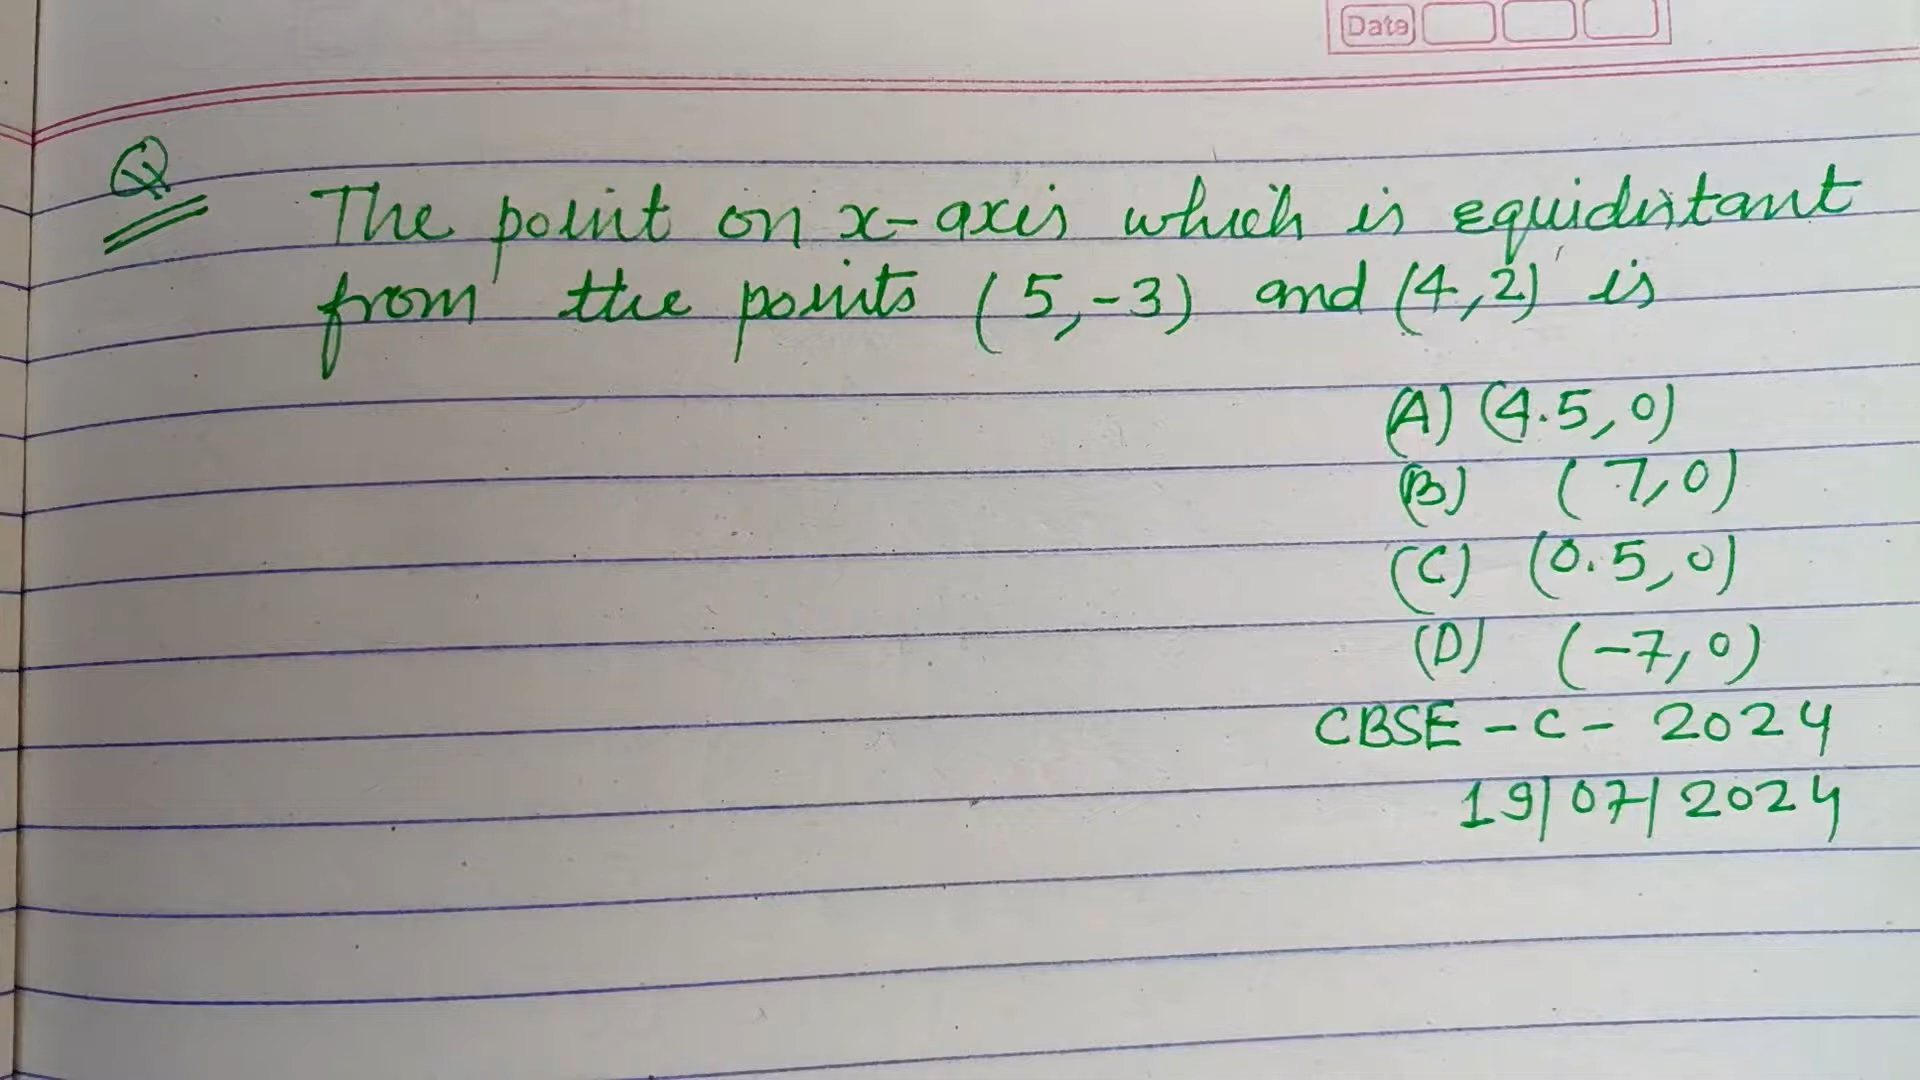 Date
Q
The point on x-axis which is equidistant
from the points (5,-3) and (4,2) is
(A) (4.5,0)
(B) (7,0)
(C) (0.5,0)
(D) (-7,0)
CBSE-C-2024
19/07/2024